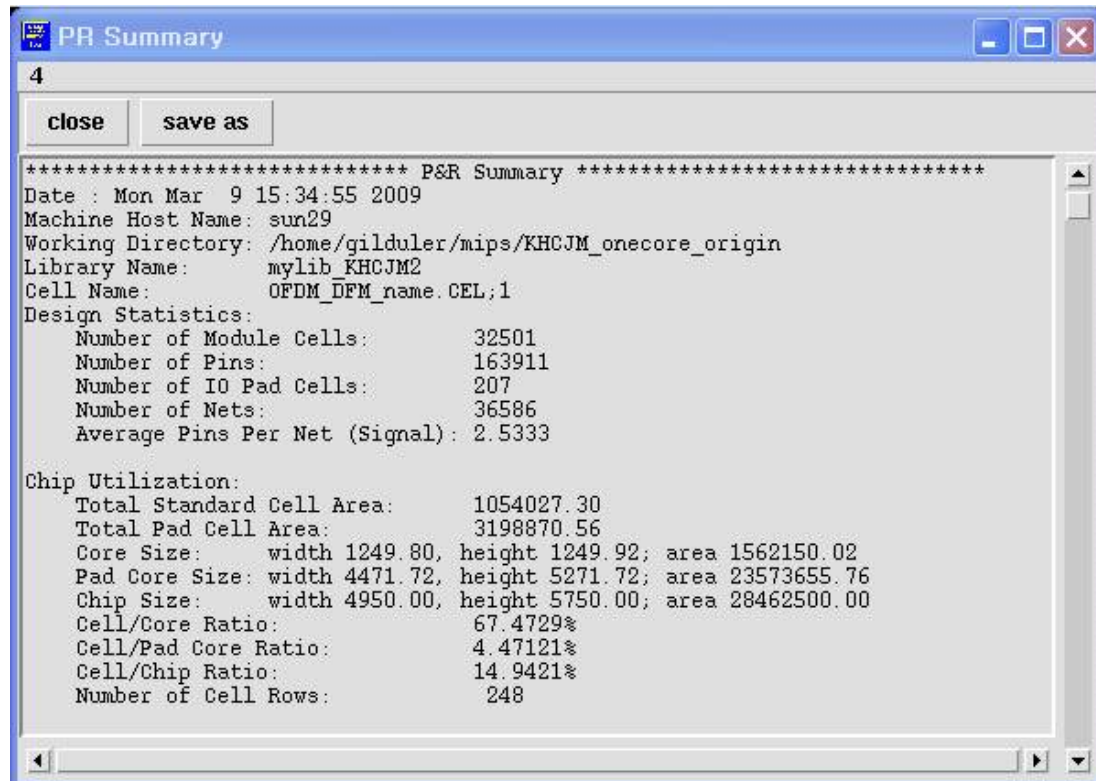 PR Summary
4
close save as
****************************** P&R Summary ********************************
Date : Mon Mar  9 15:34:55 2009
Machine Host Name: sun29
Working Directory: /home/gilduler/mips/KHCJM_onecore_origin
Library Name:      mylib_KHCJM2
Cell Name:         OFDM_DFM_name.CEL;1
Design Statistics:
    Number of Module Cells:        32501
    Number of Pins:                163911
    Number of IO Pad Cells:        207
    Number of Nets:                36586
    Average Pins Per Net (Signal): 2.5333
Chip Utilization:
    Total Standard Cell Area:      1054027.30
    Total Pad Cell Area:           3198870.56
    Core Size:     width 1249.80, height 1249.92; area 1562150.02
    Pad Core Size: width 4471.72, height 5271.72; area 23573655.76
    Chip Size:     width 4950.00, height 5750.00; area 28462500.00
    Cell/Core Ratio:               67.4729%
    Cell/Pad Core Ratio:           4.47121%
    Cell/Chip Ratio:               14.9421%
    Number of Cell Rows:            248